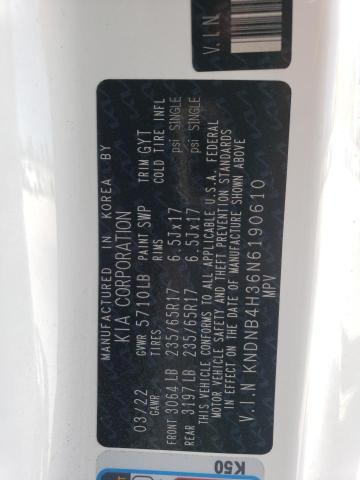 V.I.N.
MANUFACTURED IN KOREA BY
KIA CORPORATION
03/22 GVWR 5710LB PAINT SWP TRIM GYT
GAWR TIRES RIMS COLD TIRE INFL
FRONT 3064LB 235/65R17 6.5Jx17 psi SINGLE
REAR 3197LB 235/65R17 6.5Jx17 psi SINGLE
THIS VEHICLE CONFORMS TO ALL APPLICABLE U.S.A. FEDERAL
MOTOR VEHICLE SAFETY AND THEFT PREVENTION STANDARDS
IN EFFECT ON THE DATE OF MANUFACTURE SHOWN ABOVE
V.I.N KNDNB4H36N6190610
MPV
K50